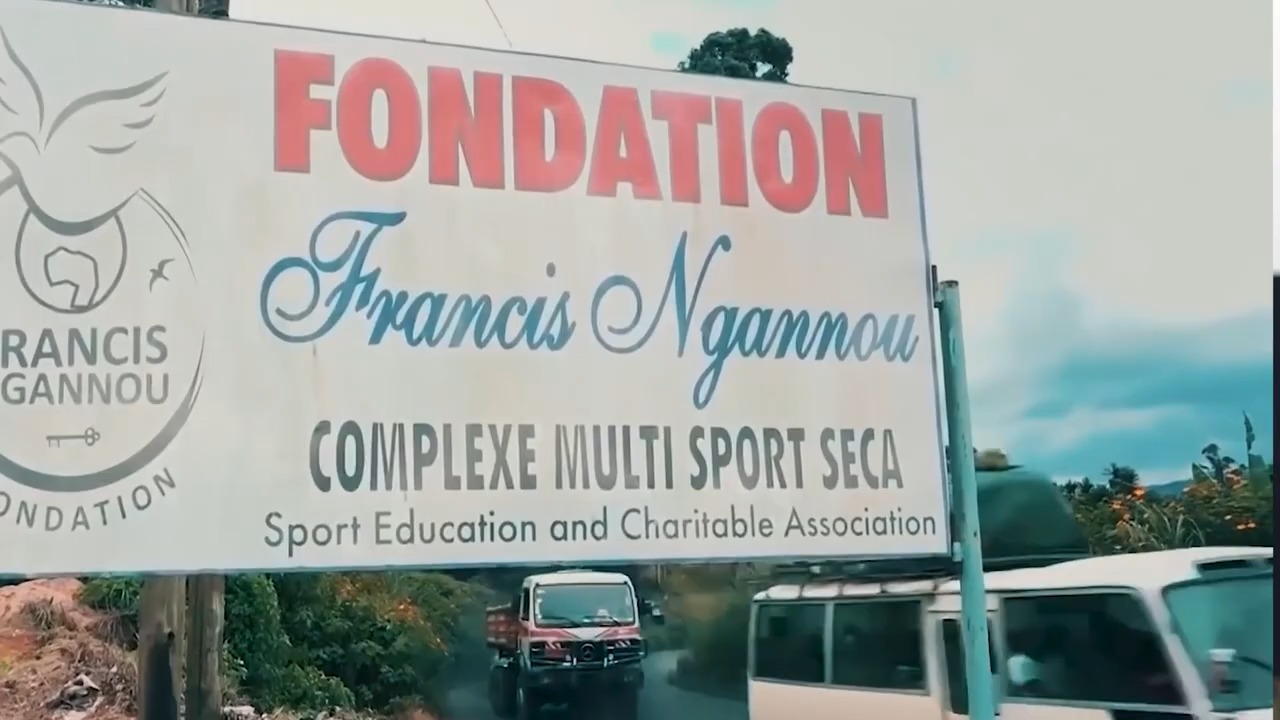 FONDATION
Francis Ngannou
COMPLEXE MULTI SPORT SECA
Sport Education and Charitable Association
RANCIS
GANNOU
ONDATION